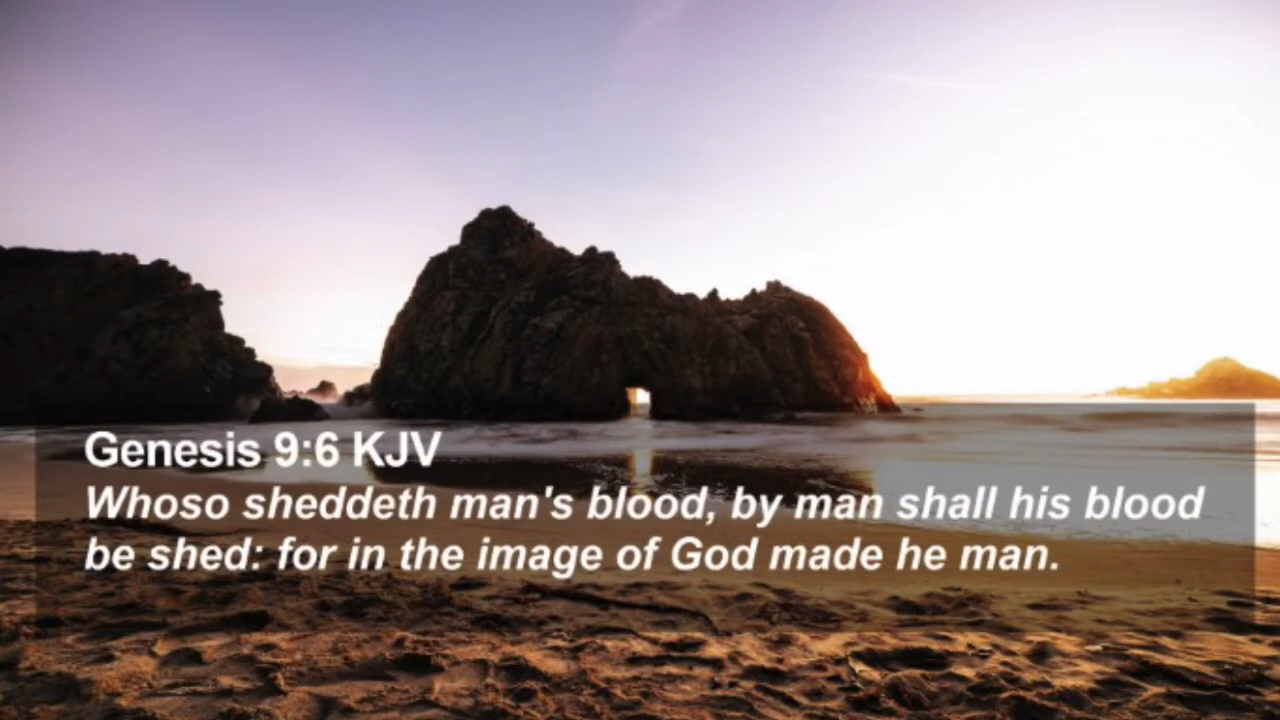 Genesis 9:6 KJV
Whoso sheddeth man's blood, by man shall his blood
be shed: for in the image of God made he man.